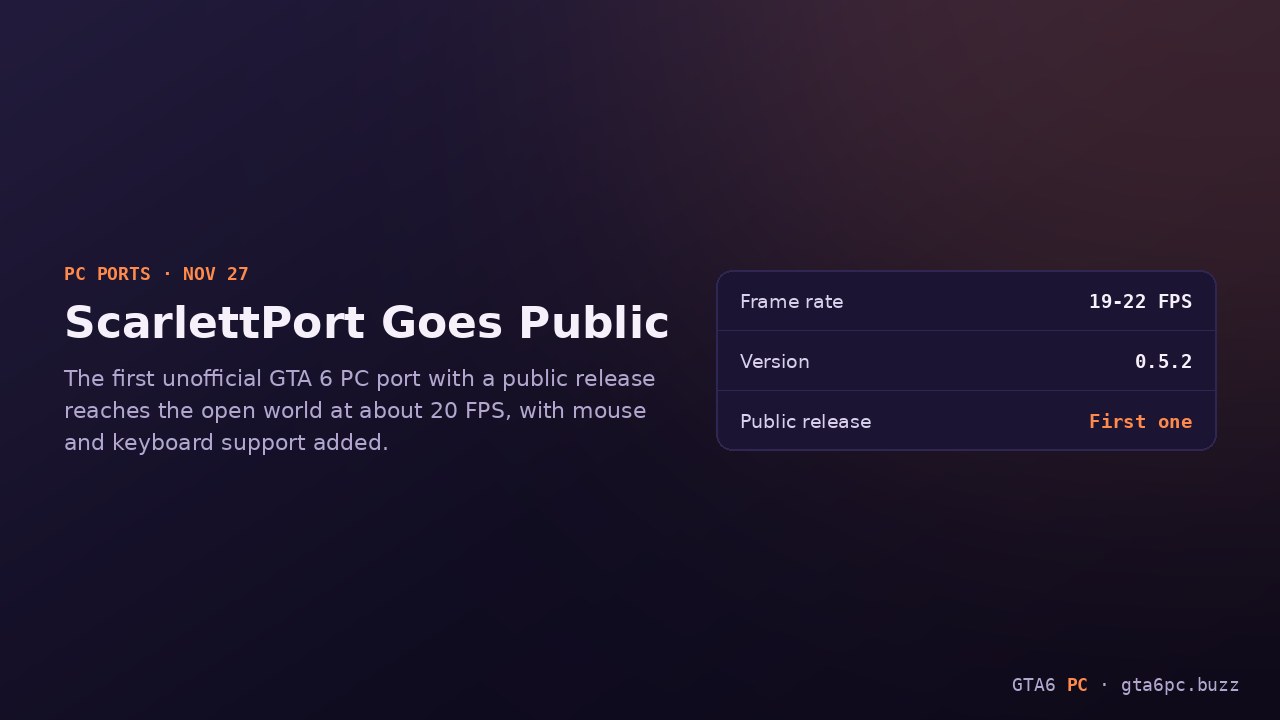 PC PORTS · NOV 27
ScarlettPort Goes Public
The first unofficial GTA 6 PC port with a public release
reaches the open world at about 20 FPS, with mouse
and keyboard support added.
Frame rate 19-22 FPS
Version 0.5.2
Public release First one
GTA6 PC · gta6pc.buzz